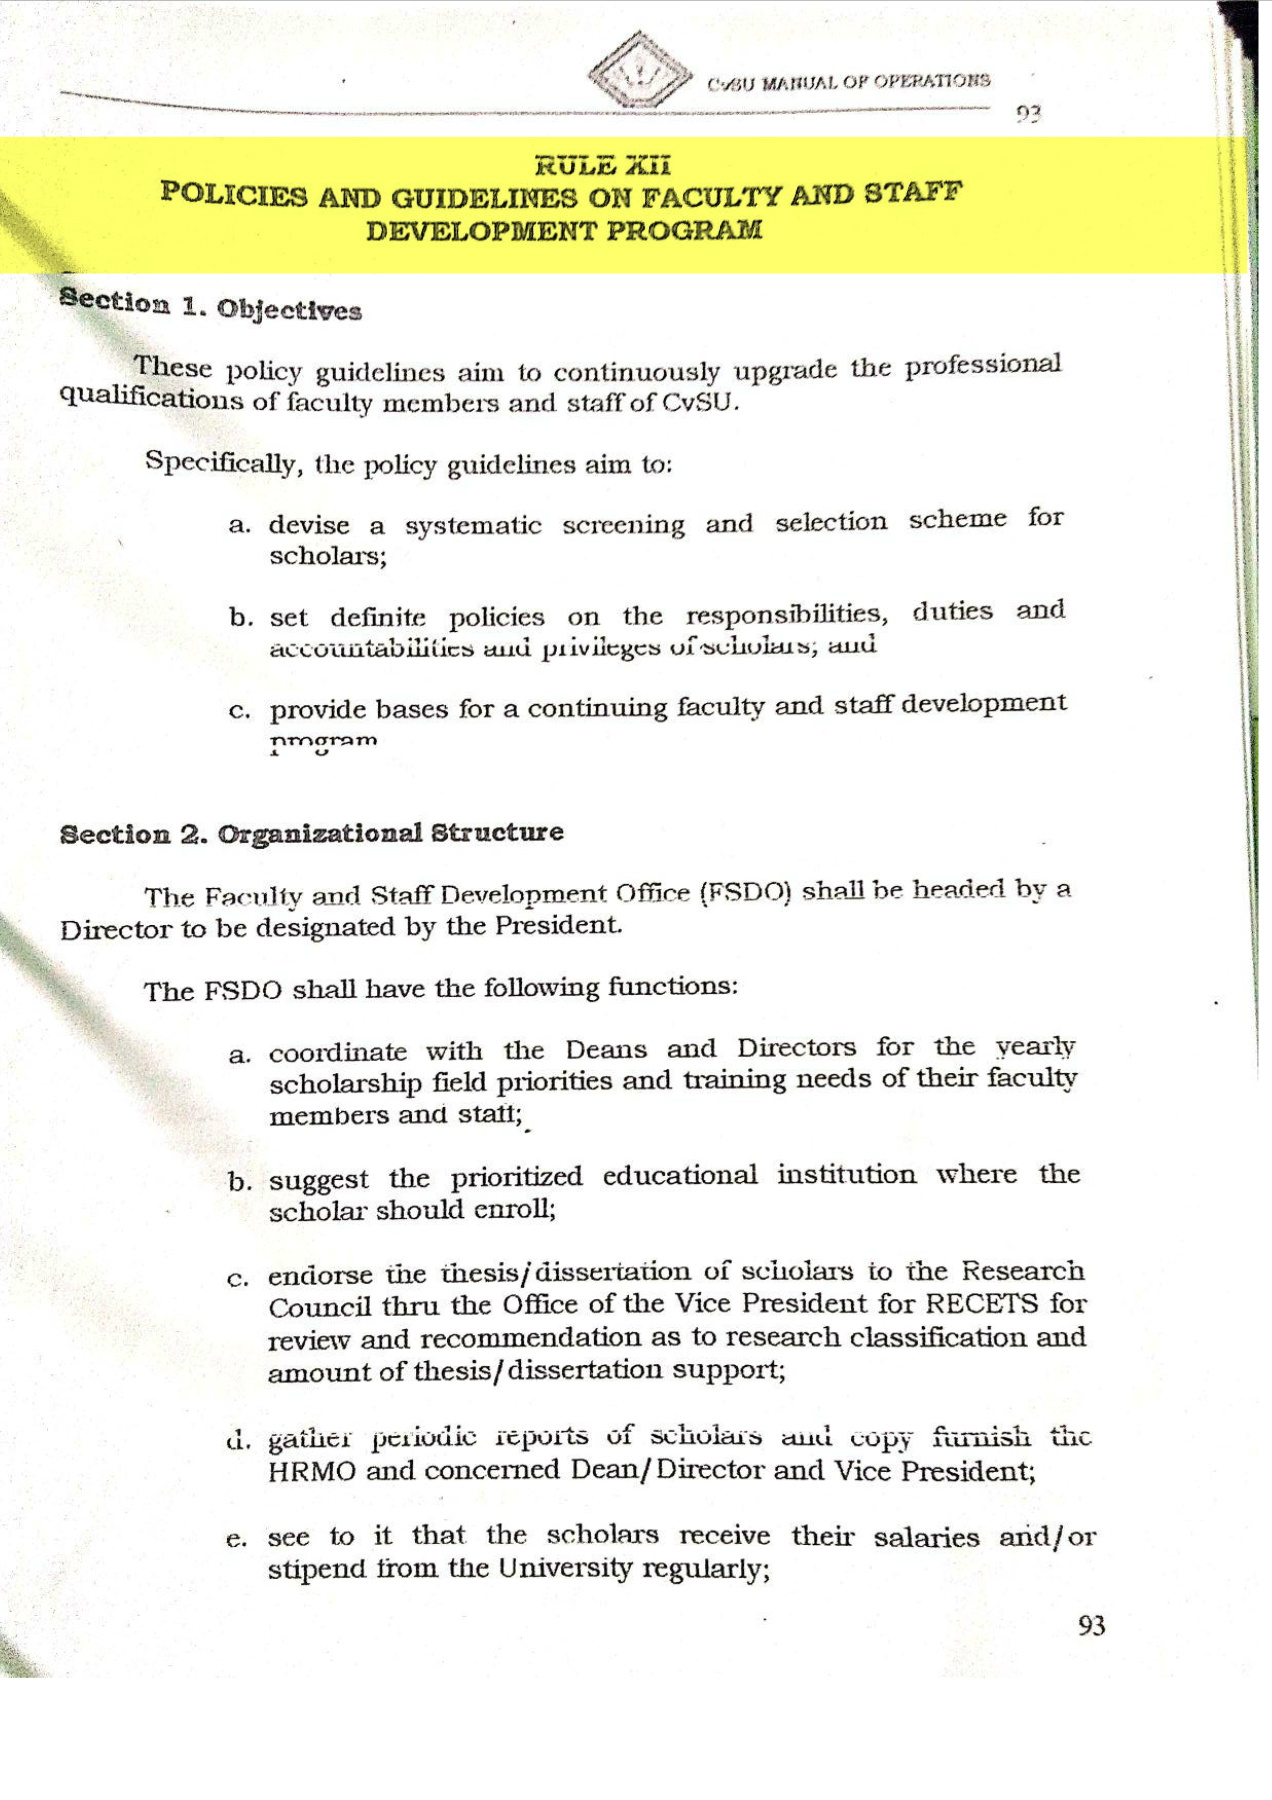 CvSU MANUAL OF OPERATIONS
93
RULE XII
POLICIES AND GUIDELINES ON FACULTY AND STAFF
DEVELOPMENT PROGRAM
Section 1. Objectives
These policy guidelines aim to continuously upgrade the professional
qualifications of faculty members and staff of CvSU.
Specifically, the policy guidelines aim to:
a. devise a systematic screening and selection scheme for
scholars;
b. set definite policies on the responsibilities, duties and
accountabilities and privileges of scholars; and
c. provide bases for a continuing faculty and staff development
program
Section 2. Organizational Structure
The Faculty and Staff Development Office (FSDO) shall be headed by a
Director to be designated by the President.
The FSDO shall have the following functions:
a. coordinate with the Deans and Directors for the yearly
scholarship field priorities and training needs of their faculty
members and staff;
b. suggest the prioritized educational institution where the
scholar should enroll;
c. endorse the thesis/dissertation of scholars to the Research
Council thru the Office of the Vice President for RECETS for
review and recommendation as to research classification and
amount of thesis/dissertation support;
d. gather periodic reports of scholars and copy furnish the
HRMO and concerned Dean/Director and Vice President;
e. see to it that the scholars receive their salaries and/or
stipend from the University regularly;
93